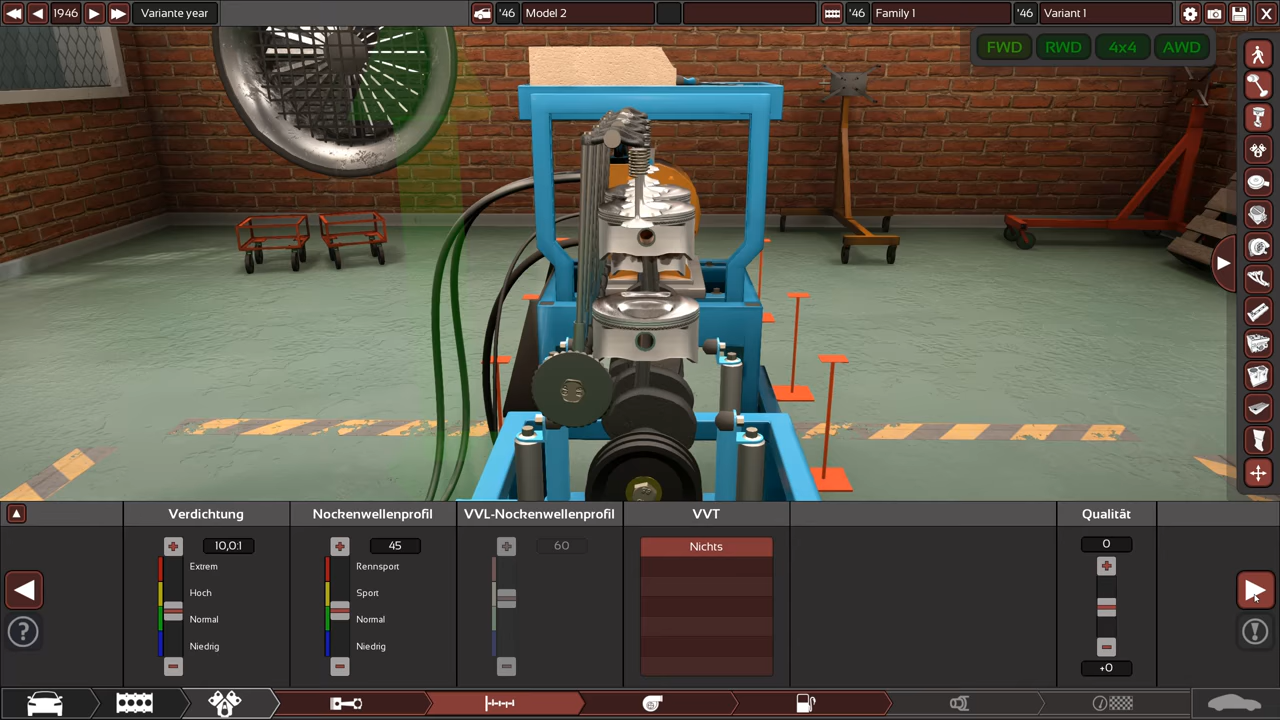 1946
Variante year
'46
Model 2
'46
Family 1
'46
Variant 1
FWD
RWD
4x4
AWD
Verdichtung
Nockenwellenprofil
VVL-Nockenwellenprofil
VVT
Qualität
10,0:1
45
60
Nichts
0
Extrem
Rennsport
Hoch
Sport
Normal
Normal
Niedrig
Niedrig
+0